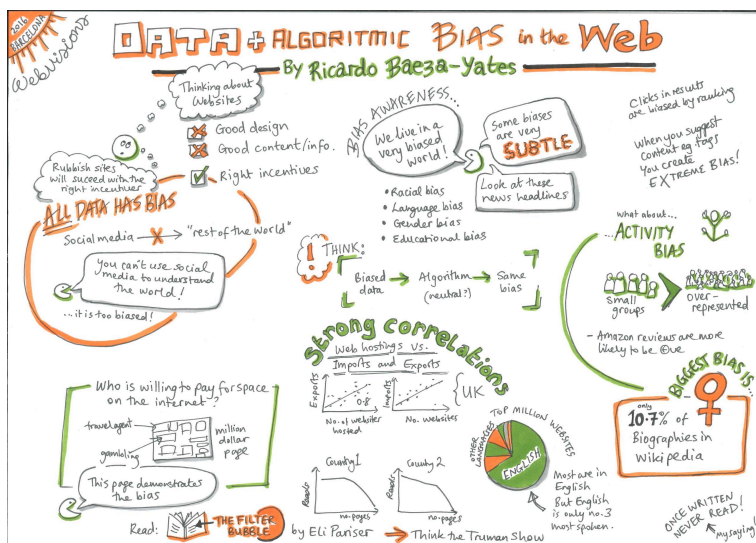 2016
BARCELONA
WebVisions
DATA + ALGORITMIC BIAS in the WEB
By Ricardo Baeza-Yates
Thinking about
Websites
Good design
Good content/info.
Right incentives
Rubbish sites
will succeed with the
right incentiver
ALL DATA HAS BIAS
Social media
"rest of the world"
You can't use social
media to understand
the world!
...it is too biased!
BIAS AWARENESS...
We live in a
very biased
world!
Some biases
are very
SUBTLE
Look at these
news headlines
• Racial bias
• Language bias
• Gender bias
• Educational bias
! THINK:
Biased
data
Algorithm
(neutral?)
Same
bias
Clicks in results
are biased by ranking
When you suggest
content eg. tags
You create
EXTREME BIAS!
what about...
ACTIVITY
BIAS
Small
groups
over-
represented
- Amazon reviews are more
likely to be +ve
BIGGEST BIAS IS...
only
10.7% of
Biographies in
Wikipedia
Strong correlations
Web hostings Vs.
Imports and Exports
Exports
0.8
No. of websiter
hosted
Imports
No. websites
UK
Who is willing to pay for space
on the internet?
travel agent
gambling
million
dollar
page
This page demonstrates
the bias
Country 1
People
no. pages
Country 2
People
no. pages
TOP MILLION WEBSITES
OTHER
LANGUAGES
ENGLISH
Most are in
English
But English
is only no. 3
most spoken.
Read:
THE FILTER
BUBBLE
by Eli Pariser
Think the Truman Show
ONCE WRITTEN
NEVER READ!
my saying!